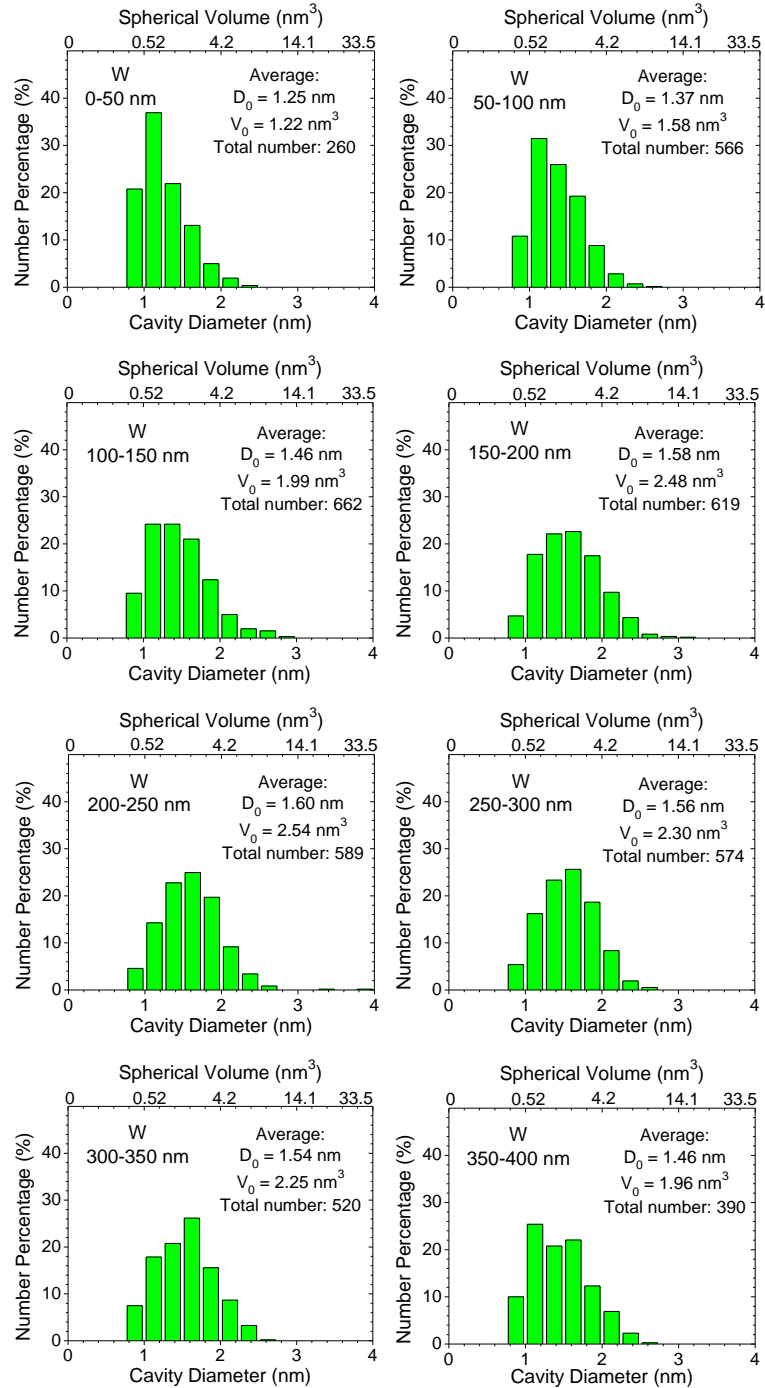 Spherical Volume (nm³)
0 0.52 4.2 14.1 33.5
W
0-50 nm
Average:
D₀ = 1.25 nm
V₀ = 1.22 nm³
Total number: 260
Number Percentage (%)
40
30
20
10
0
0 1 2 3 4
Cavity Diameter (nm)
Spherical Volume (nm³)
0 0.52 4.2 14.1 33.5
W
50-100 nm
Average:
D₀ = 1.37 nm
V₀ = 1.58 nm³
Total number: 566
Number Percentage (%)
40
30
20
10
0
0 1 2 3 4
Cavity Diameter (nm)
Spherical Volume (nm³)
0 0.52 4.2 14.1 33.5
W
100-150 nm
Average:
D₀ = 1.46 nm
V₀ = 1.99 nm³
Total number: 662
Number Percentage (%)
40
30
20
10
0
0 1 2 3 4
Cavity Diameter (nm)
Spherical Volume (nm³)
0 0.52 4.2 14.1 33.5
W
150-200 nm
Average:
D₀ = 1.58 nm
V₀ = 2.48 nm³
Total number: 619
Number Percentage (%)
40
30
20
10
0
0 1 2 3 4
Cavity Diameter (nm)
Spherical Volume (nm³)
0 0.52 4.2 14.1 33.5
W
200-250 nm
Average:
D₀ = 1.60 nm
V₀ = 2.54 nm³
Total number: 589
Number Percentage (%)
40
30
20
10
0
0 1 2 3 4
Cavity Diameter (nm)
Spherical Volume (nm³)
0 0.52 4.2 14.1 33.5
W
250-300 nm
Average:
D₀ = 1.56 nm
V₀ = 2.30 nm³
Total number: 574
Number Percentage (%)
40
30
20
10
0
0 1 2 3 4
Cavity Diameter (nm)
Spherical Volume (nm³)
0 0.52 4.2 14.1 33.5
W
300-350 nm
Average:
D₀ = 1.54 nm
V₀ = 2.25 nm³
Total number: 520
Number Percentage (%)
40
30
20
10
0
0 1 2 3 4
Cavity Diameter (nm)
Spherical Volume (nm³)
0 0.52 4.2 14.1 33.5
W
350-400 nm
Average:
D₀ = 1.46 nm
V₀ = 1.96 nm³
Total number: 390
Number Percentage (%)
40
30
20
10
0
0 1 2 3 4
Cavity Diameter (nm)